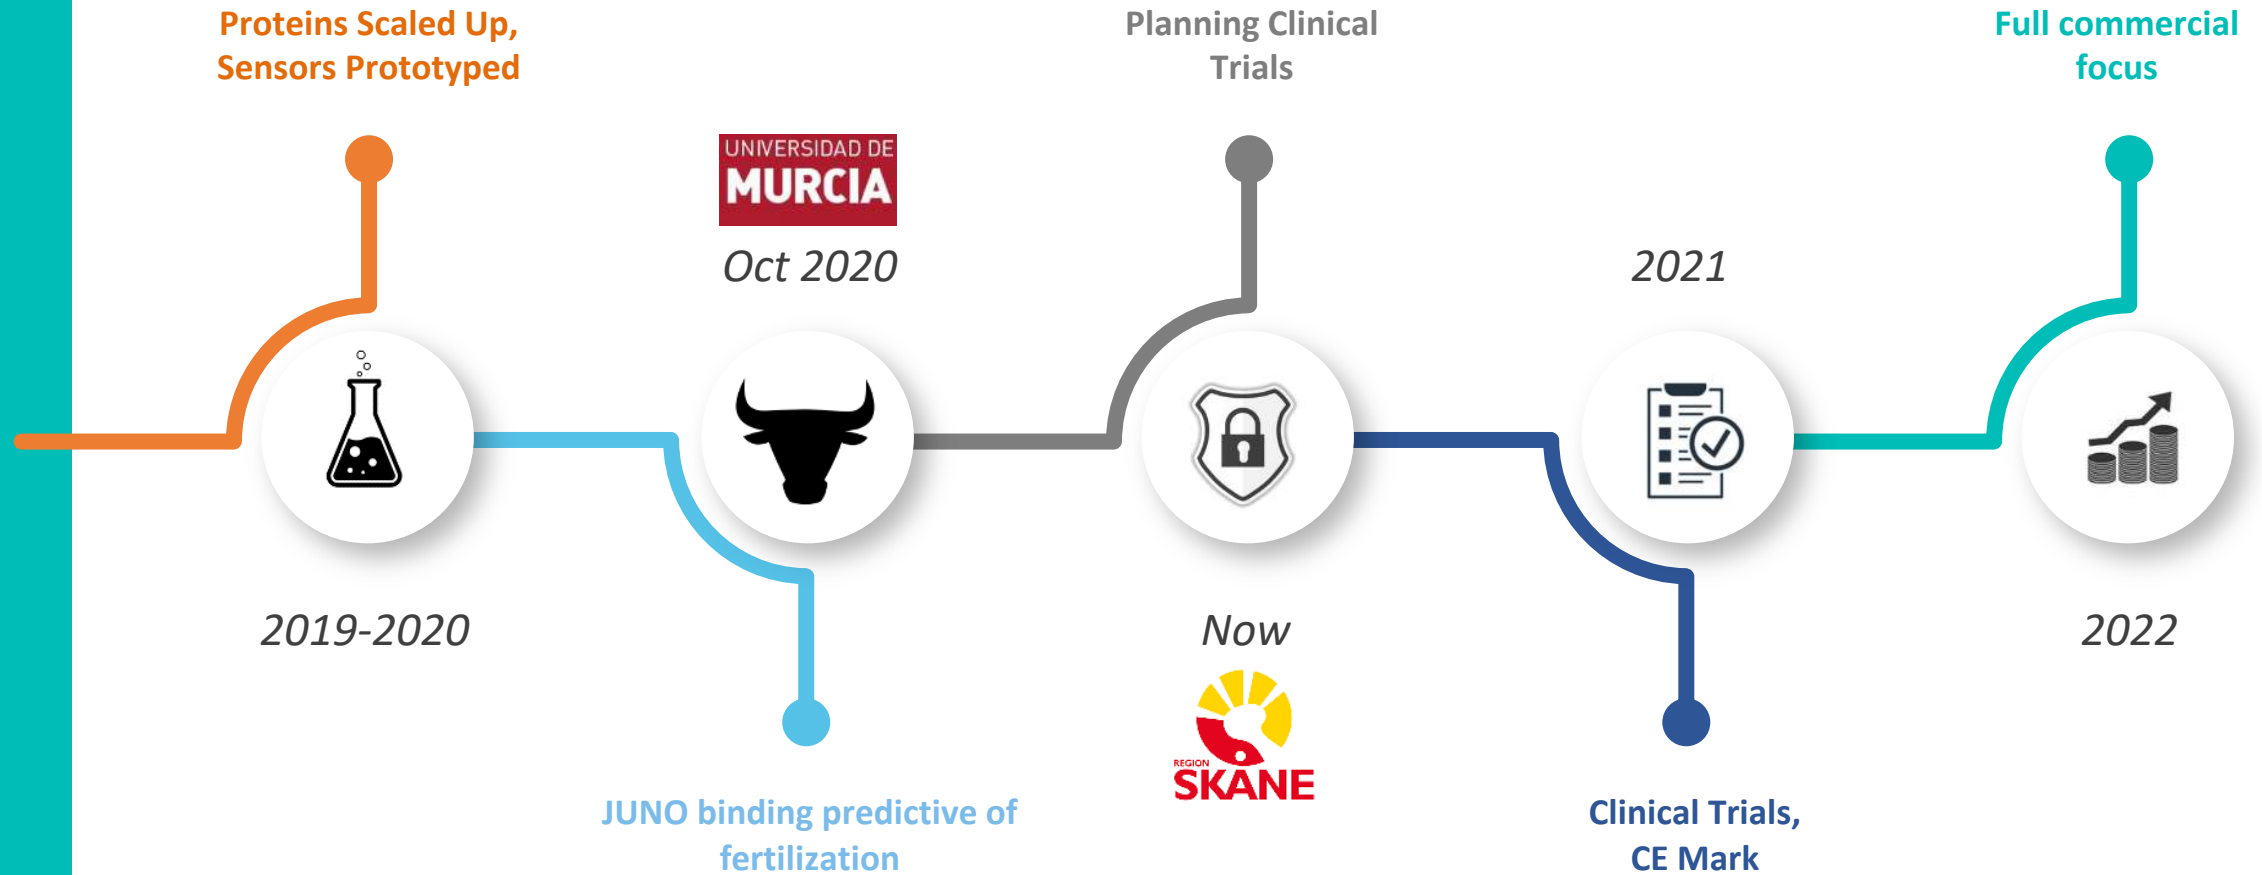 Proteins Scaled Up,
Sensors Prototyped
2019-2020
UNIVERSIDAD DE
MURCIA
Oct 2020
JUNO binding predictive of
fertilization
Planning Clinical
Trials
Now
REGION
SKÅNE
2021
Clinical Trials,
CE Mark
Full commercial
focus
2022